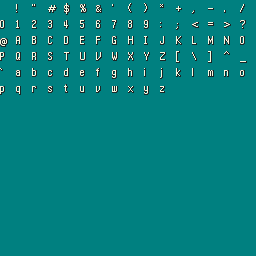 ! " # $ % & ' ( ) * + , - . /
0 1 2 3 4 5 6 7 8 9 : ; < = > ?
@ A B C D E F G H I J K L M N O
P Q R S T U V W X Y Z [ \ ] ^ _
` a b c d e f g h i j k l m n o
p q r s t u v w x y z